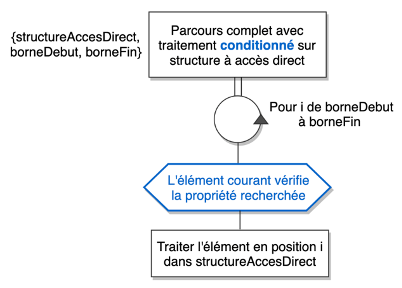 {structureAccesDirect,
borneDebut, borneFin}
Parcours complet avec
traitement conditionné sur
structure à accès direct
Pour i de borneDebut
à borneFin
L'élément courant vérifie
la propriété recherchée
Traiter l'élément en position i
dans structureAccesDirect